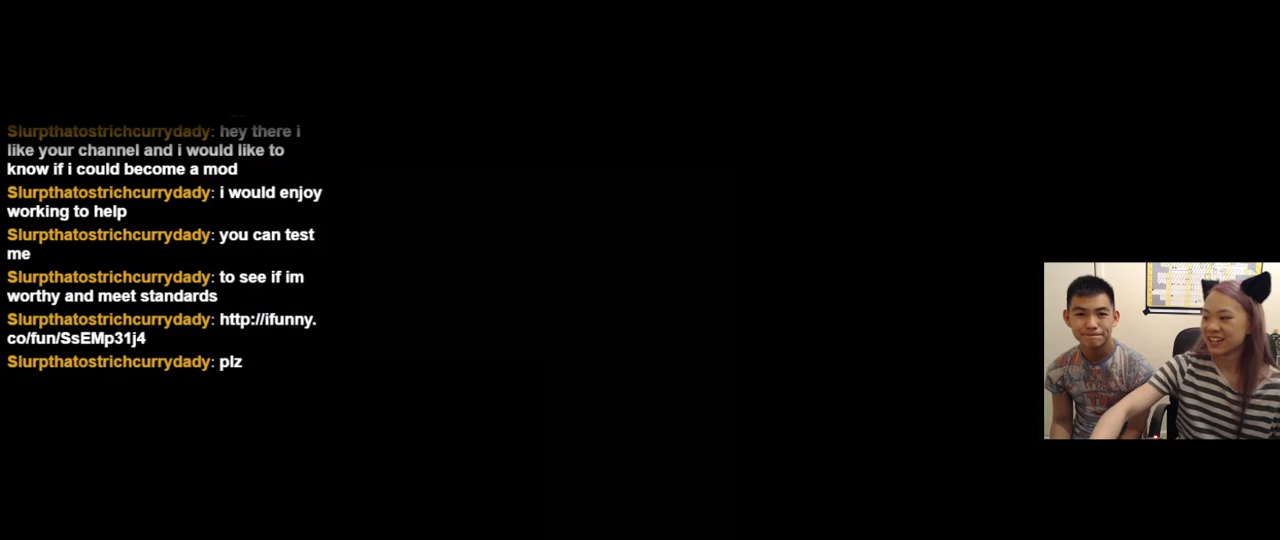 Slurpthatostrichcurrydady: hey there i
like your channel and i would like to
know if i could become a mod
Slurpthatostrichcurrydady: i would enjoy
working to help
Slurpthatostrichcurrydady: you can test
me
Slurpthatostrichcurrydady: to see if im
worthy and meet standards
Slurpthatostrichcurrydady: http://ifunny.
co/fun/SsEMp31j4
Slurpthatostrichcurrydady: plz